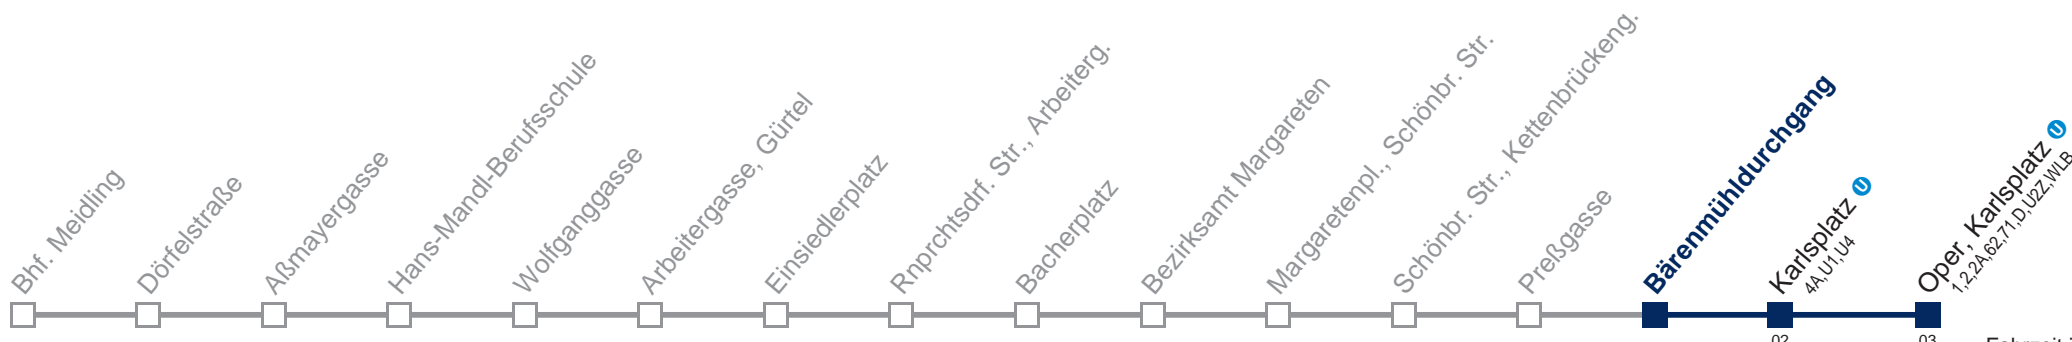 Bhf. Meidling
Dörfelstraße
Aßmayergasse
Hans-Mandl-Berufsschule
Wolfganggasse
Arbeitergasse, Gürtel
Einsiedlerplatz
Rnprchtsdrf. Str., Arbeiterg.
Bacherplatz
Bezirksamt Margareten
Margaretenpl., Schönbr. Str.
Schönbr. Str., Kettenbrückeng.
Preßgasse
Bärenmühldurchgang
Karlsplatz U
4A,U1,U4
Oper, Karlsplatz U
1,2,2A,62,71,D,U2Z,WLB
02
03